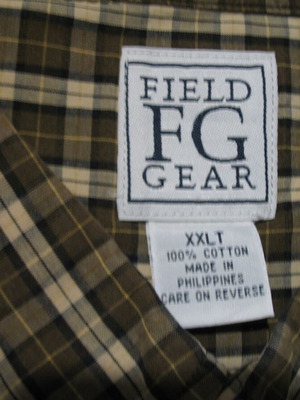 FIELD
FG
GEAR
XXLT
100% COTTON
MADE IN
PHILIPPINES
CARE ON REVERSE